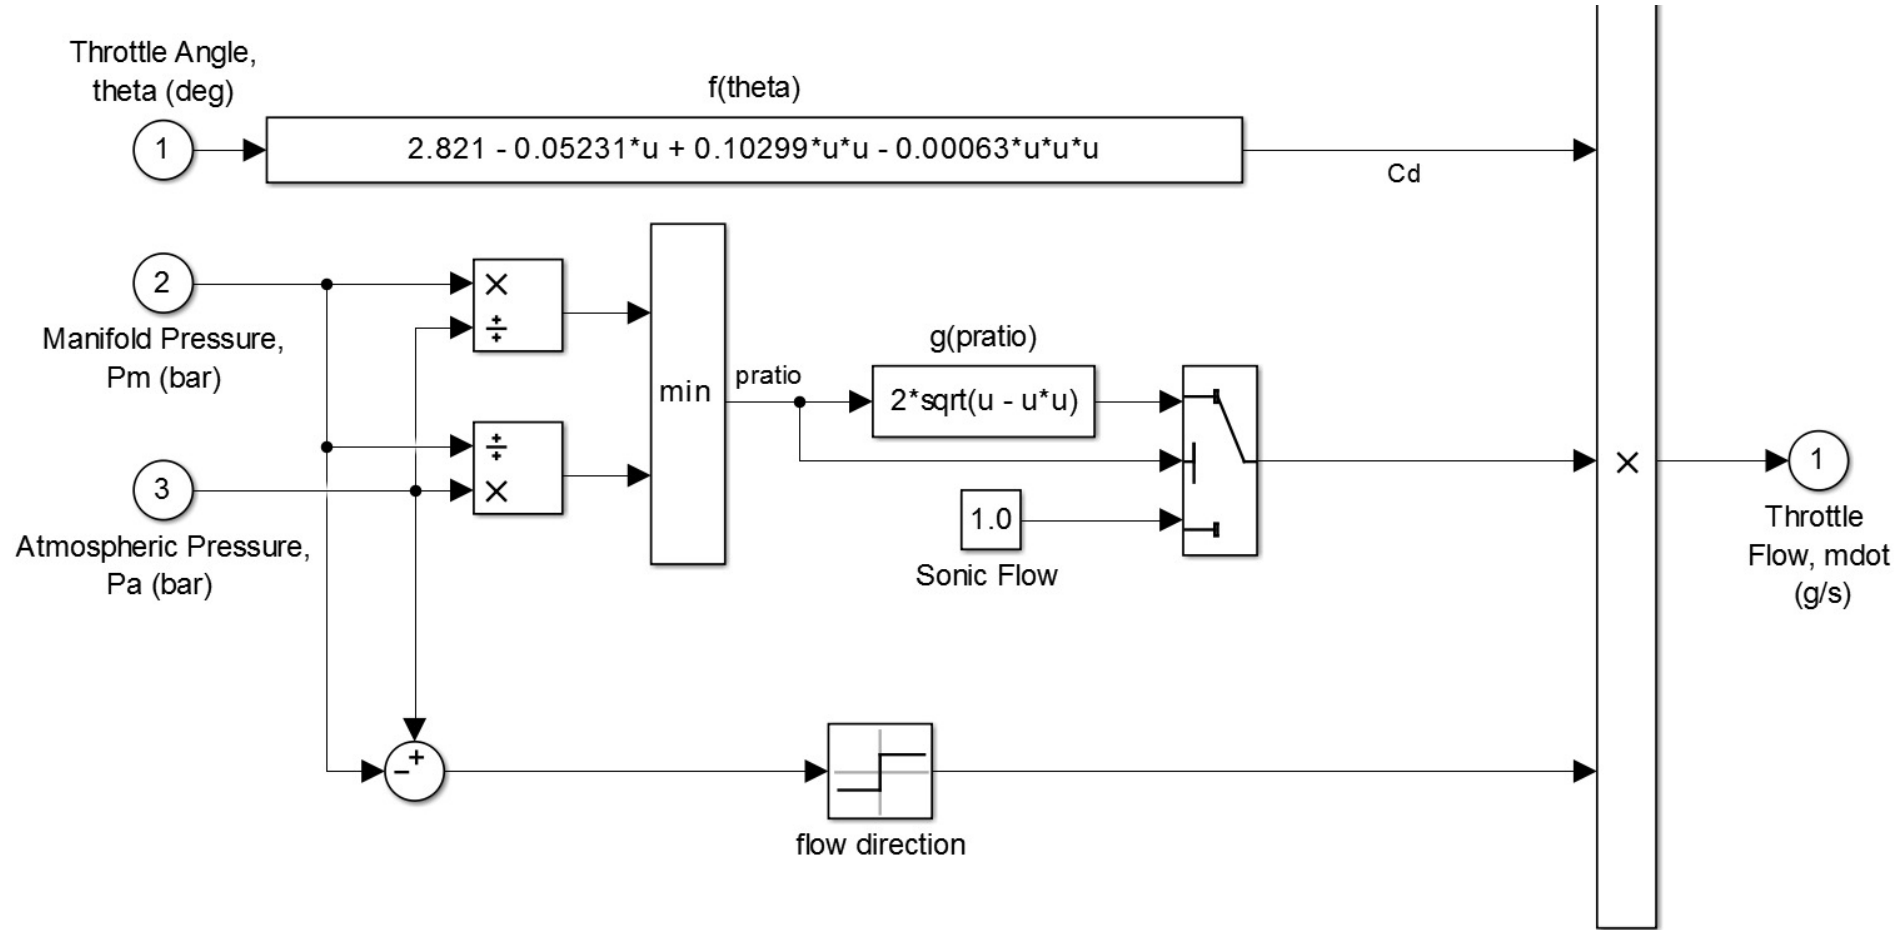 Throttle Angle,
theta (deg)
f(theta)
1
2.821 - 0.05231*u + 0.10299*u*u - 0.00063*u*u*u
Cd
2
×
÷
Manifold Pressure,
Pm (bar)
min
pratio
g(pratio)
2*sqrt(u - u*u)
÷
×
3
Atmospheric Pressure,
Pa (bar)
1.0
Sonic Flow
×
1
Throttle
Flow, mdot
(g/s)
+
−
flow direction